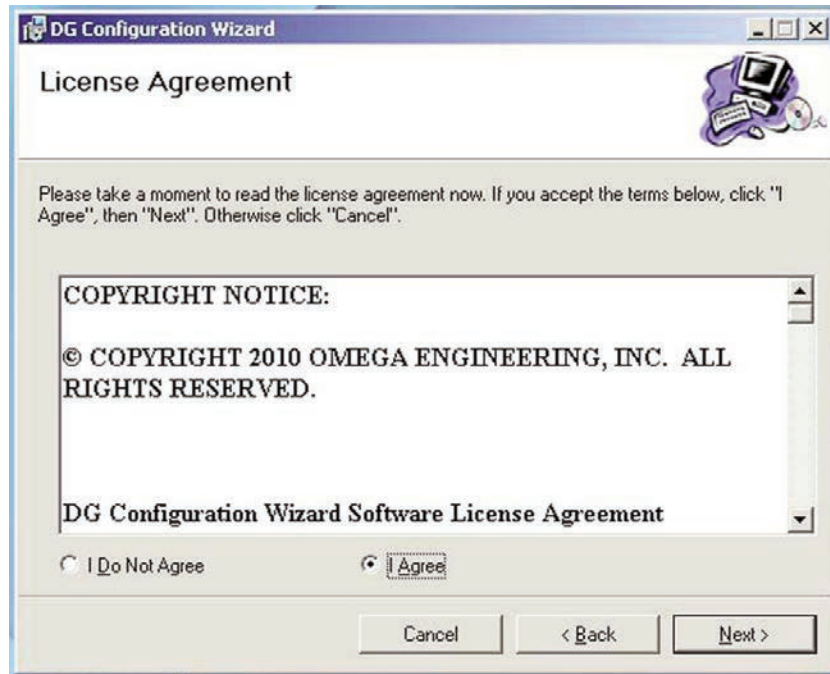 DG Configuration Wizard
License Agreement
Please take a moment to read the license agreement now. If you accept the terms below, click "I
Agree", then "Next". Otherwise click "Cancel".
COPYRIGHT NOTICE:
© COPYRIGHT 2010 OMEGA ENGINEERING, INC. ALL
RIGHTS RESERVED.
DG Configuration Wizard Software License Agreement
I Do Not Agree
I Agree
Cancel
< Back
Next >